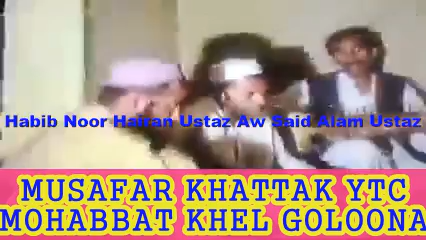 Habib Noor Hairan Ustaz Aw Said Alam Ustaz
MUSAFAR KHATTAK YTC
MOHABBAT KHEL GOLOONA